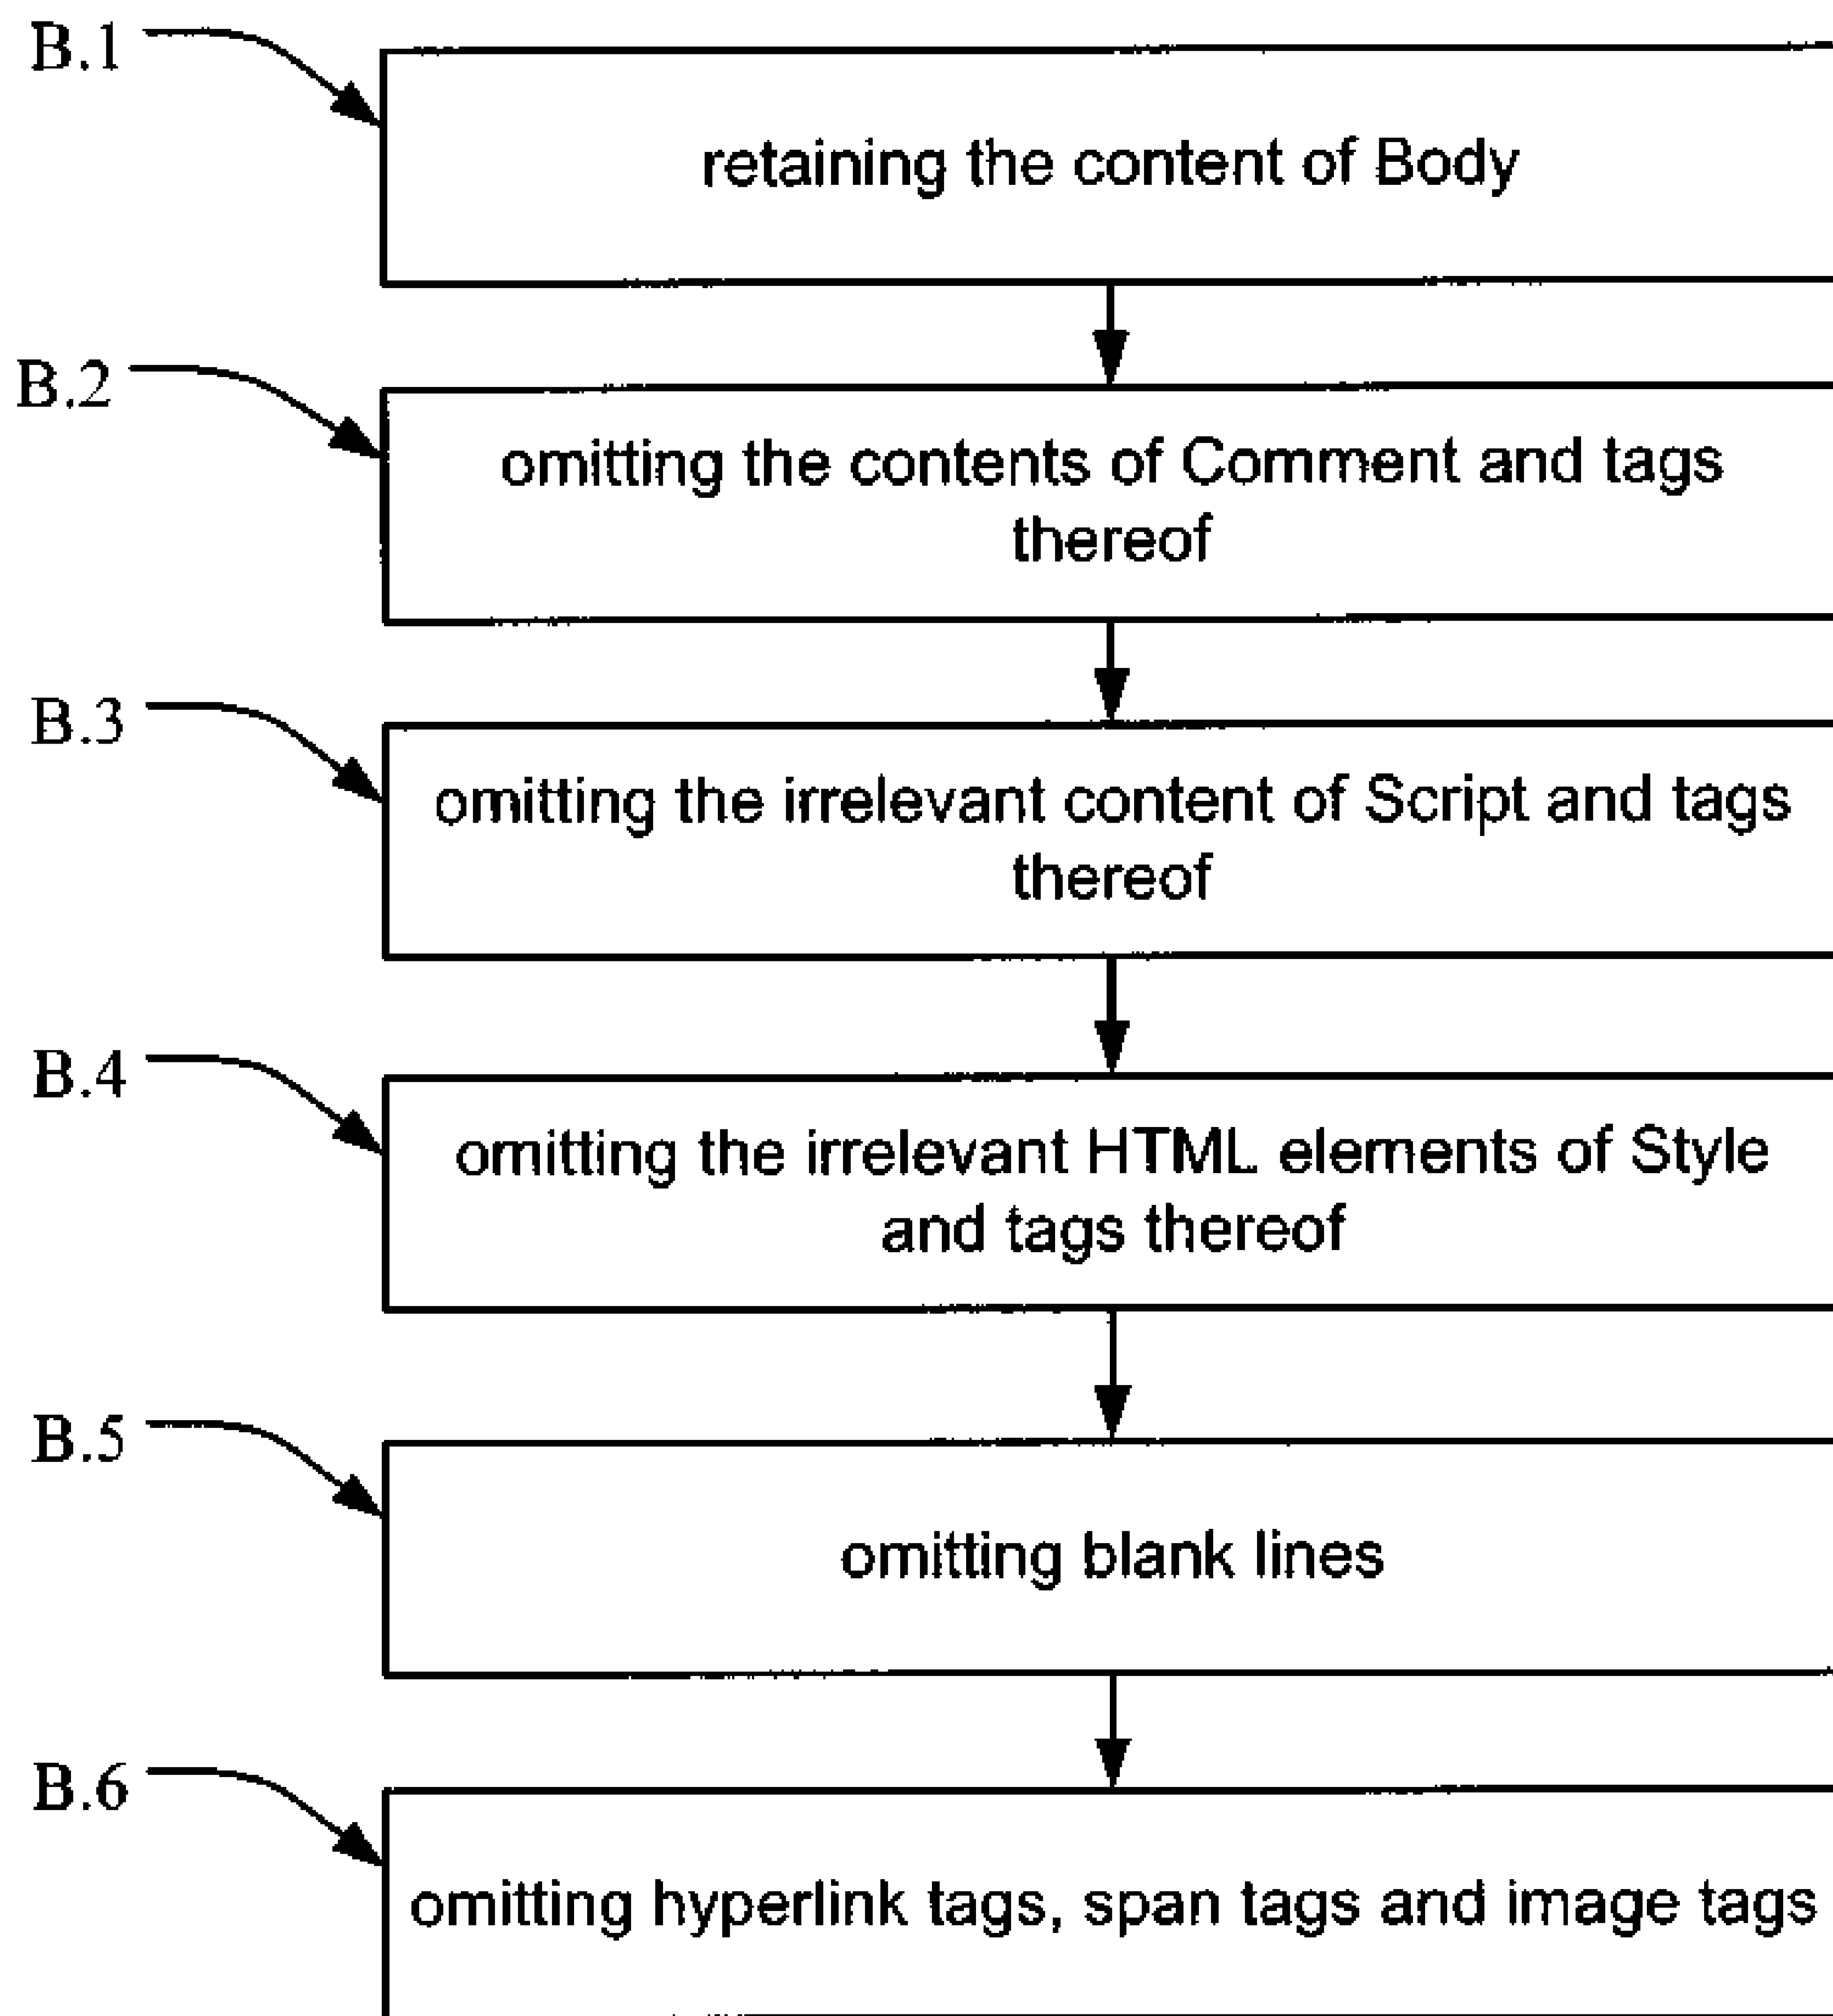 B.1
retaining the content of Body
B.2
omitting the contents of Comment and tags
thereof
B.3
omitting the irrelevant content of Script and tags
thereof
B.4
omitting the irrelevant HTML elements of Style
and tags thereof
B.5
omitting blank lines
B.6
omitting hyperlink tags, span tags and image tags